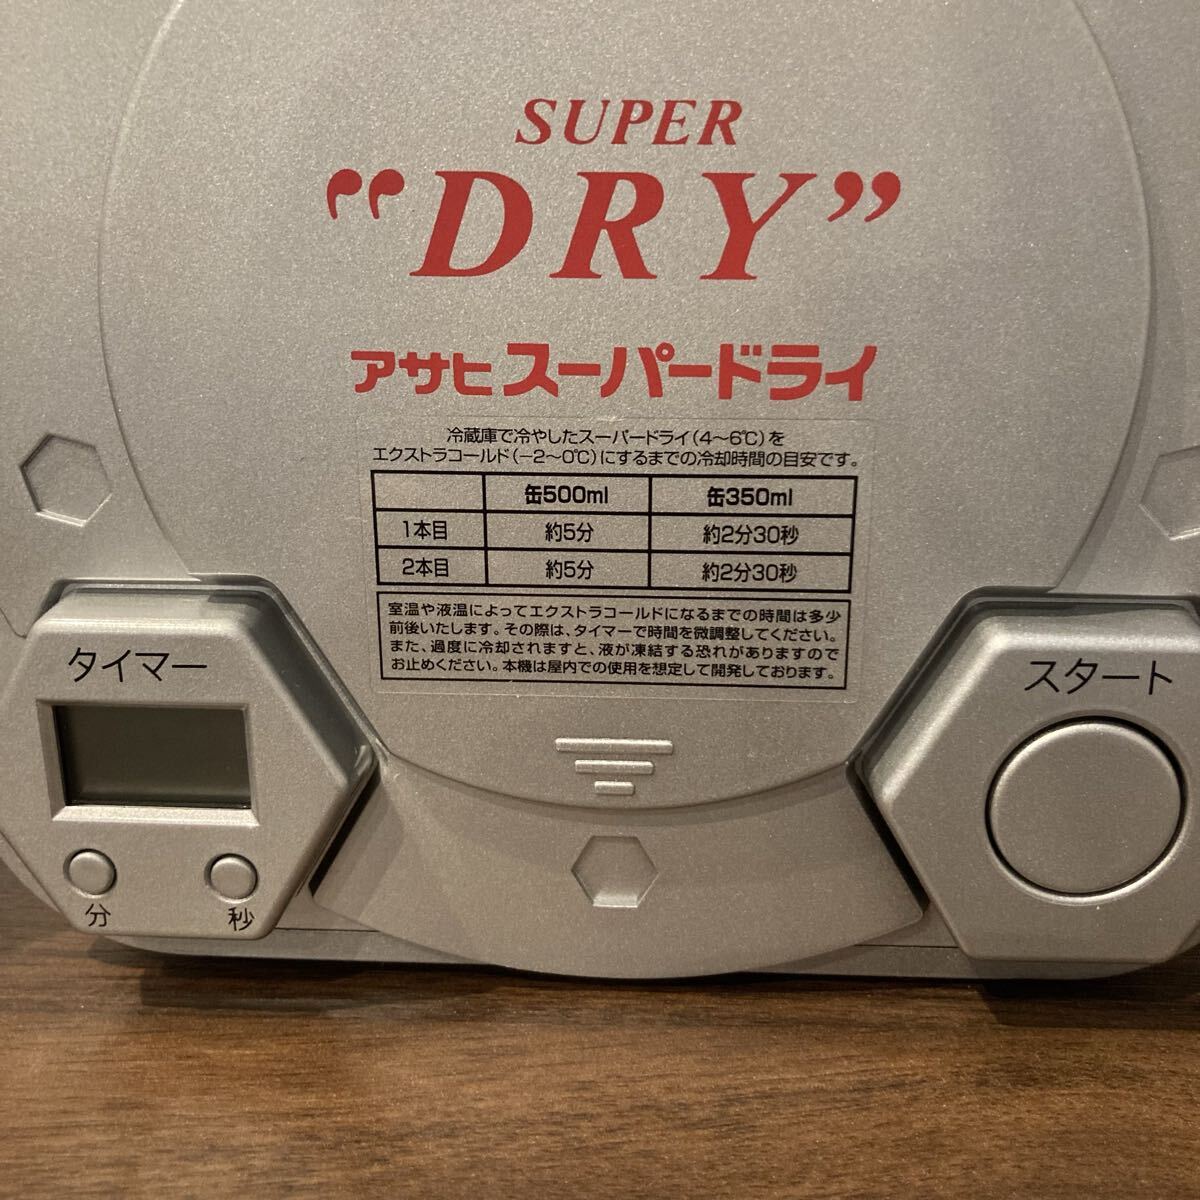 SUPER
“DRY”
アサヒスーパードライ
冷蔵庫で冷やしたスーパードライ(4〜6℃)を
エクストラコールド(−2〜0℃)にするまでの冷却時間の目安です。
缶500ml 缶350ml
1本目 約5分 約2分30秒
2本目 約5分 約2分30秒
室温や液温によってエクストラコールドになるまでの時間は多少
前後いたします。その際は、タイマーで時間を微調整してください。
また、過度に冷却されますと、液が凍結する恐れがありますので
お止めください。本機は屋内での使用を想定して開発しております。
タイマー
分 秒
スタート